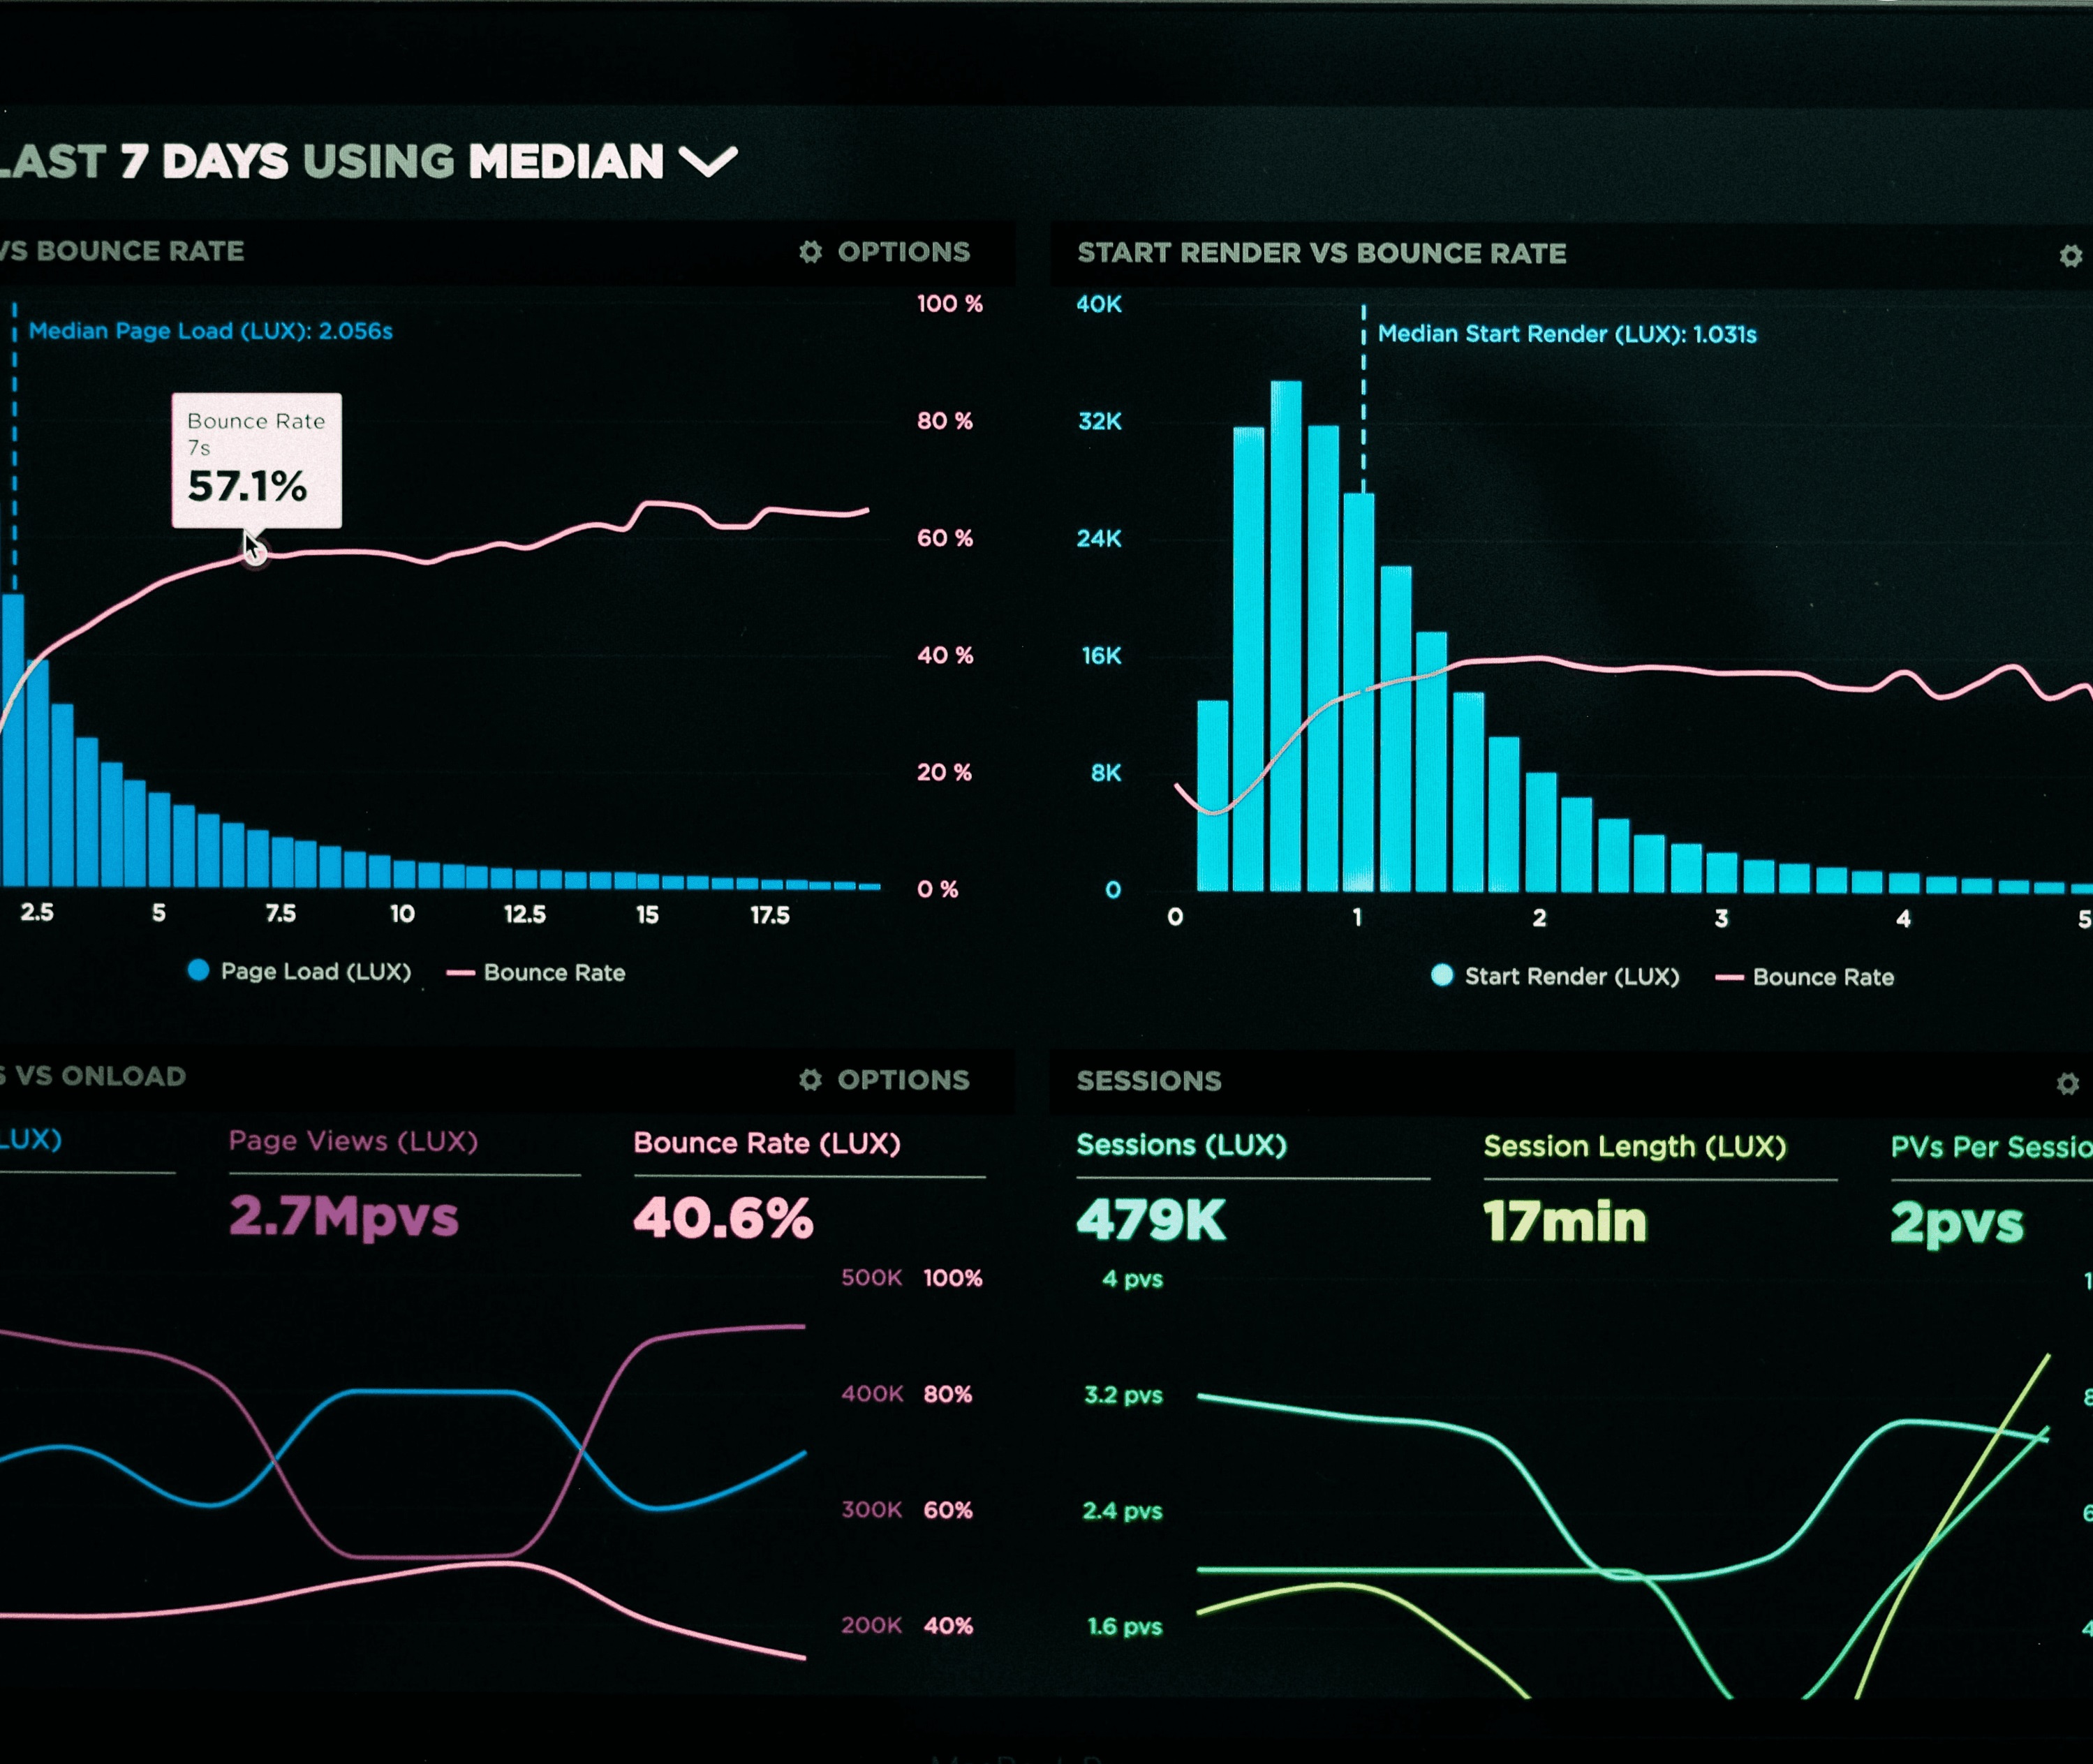 LAST 7 DAYS USING MEDIAN
VS BOUNCE RATE
OPTIONS
Median Page Load (LUX): 2.056s
Bounce Rate
7s
57.1%
100 %
80 %
60 %
40 %
20 %
0 %
2.5 5 7.5 10 12.5 15 17.5
Page Load (LUX) Bounce Rate
START RENDER VS BOUNCE RATE
Median Start Render (LUX): 1.031s
40K
32K
24K
16K
8K
0
0 1 2 3 4 5
Start Render (LUX) Bounce Rate
S VS ONLOAD
OPTIONS
LUX)
Page Views (LUX)
2.7Mpvs
Bounce Rate (LUX)
40.6%
500K 100%
400K 80%
300K 60%
200K 40%
SESSIONS
Sessions (LUX)
479K
Session Length (LUX)
17min
PVs Per Sessio
2pvs
4 pvs
3.2 pvs
2.4 pvs
1.6 pvs
1
8
6
4